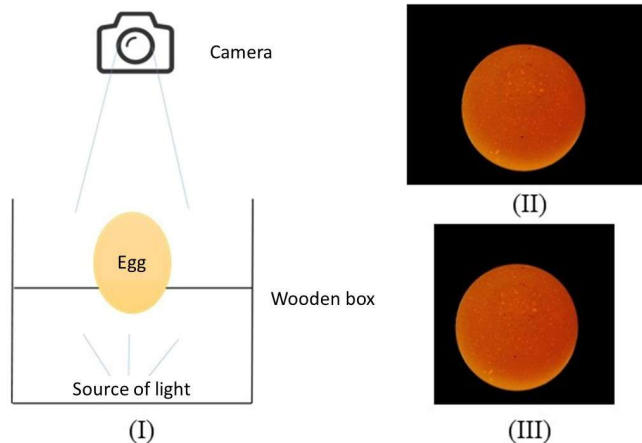 Camera
Egg
Wooden box
Source of light
(I)
(II)
(III)